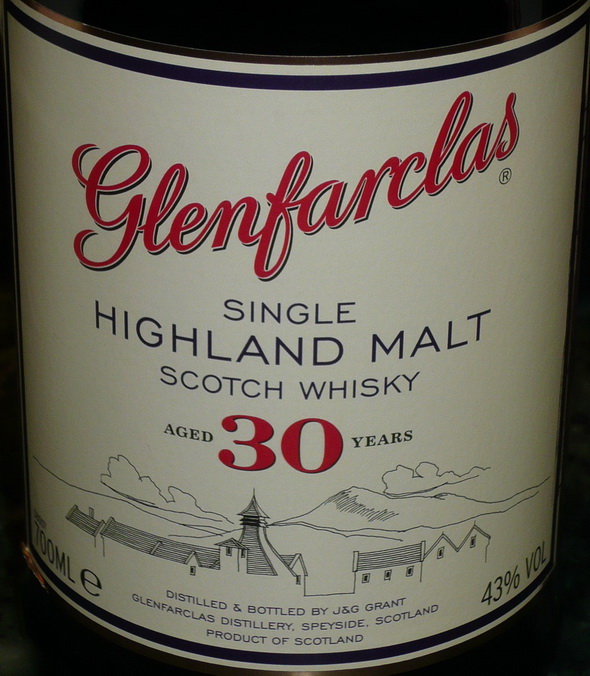 Glenfarclas®
SINGLE
HIGHLAND MALT
SCOTCH WHISKY
AGED 30 YEARS
700ML e
43% VOL
DISTILLED & BOTTLED BY J&G GRANT
GLENFARCLAS DISTILLERY, SPEYSIDE, SCOTLAND
PRODUCT OF SCOTLAND